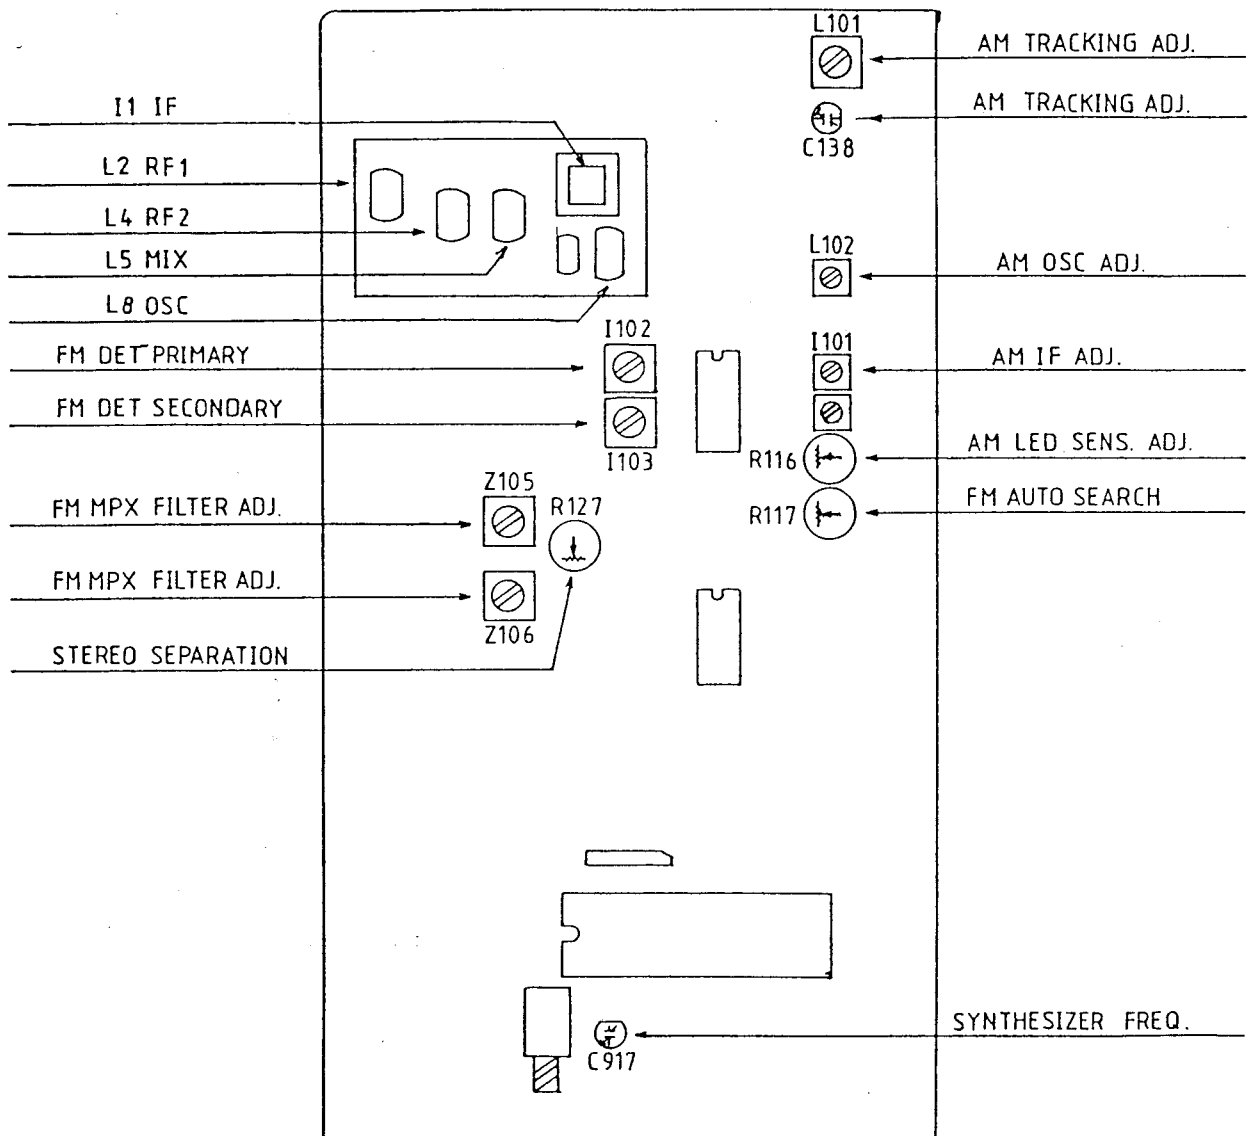 L101
AM TRACKING ADJ.
I1 IF
AM TRACKING ADJ.
C138
L2 RF1
L4 RF2
L5 MIX
L8 OSC
L102
AM OSC ADJ.
FM DET PRIMARY
I102
I101
AM IF ADJ.
FM DET SECONDARY
I103
R116
AM LED SENS. ADJ.
R117
FM AUTO SEARCH
FM MPX FILTER ADJ.
Z105
R127
FM MPX FILTER ADJ.
Z106
STEREO SEPARATION
SYNTHESIZER FREQ.
C917